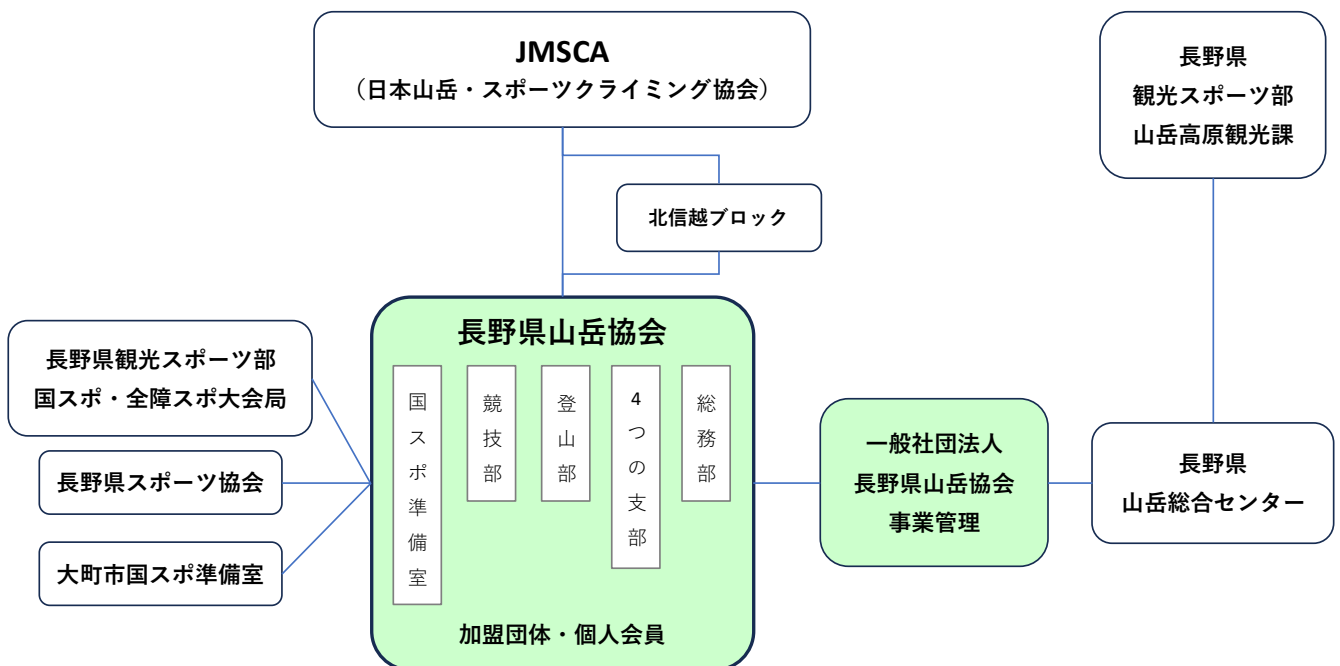 JMSCA
（日本山岳・スポーツクライミング協会）
長野県
観光スポーツ部
山岳高原観光課
北信越ブロック
長野県観光スポーツ部
国スポ・全障スポ大会局
長野県スポーツ協会
大町市国スポ準備室
長野県山岳協会
国スポ準備室
競技部
登山部
4つの支部
総務部
加盟団体・個人会員
一般社団法人
長野県山岳協会
事業管理
長野県
山岳総合センター